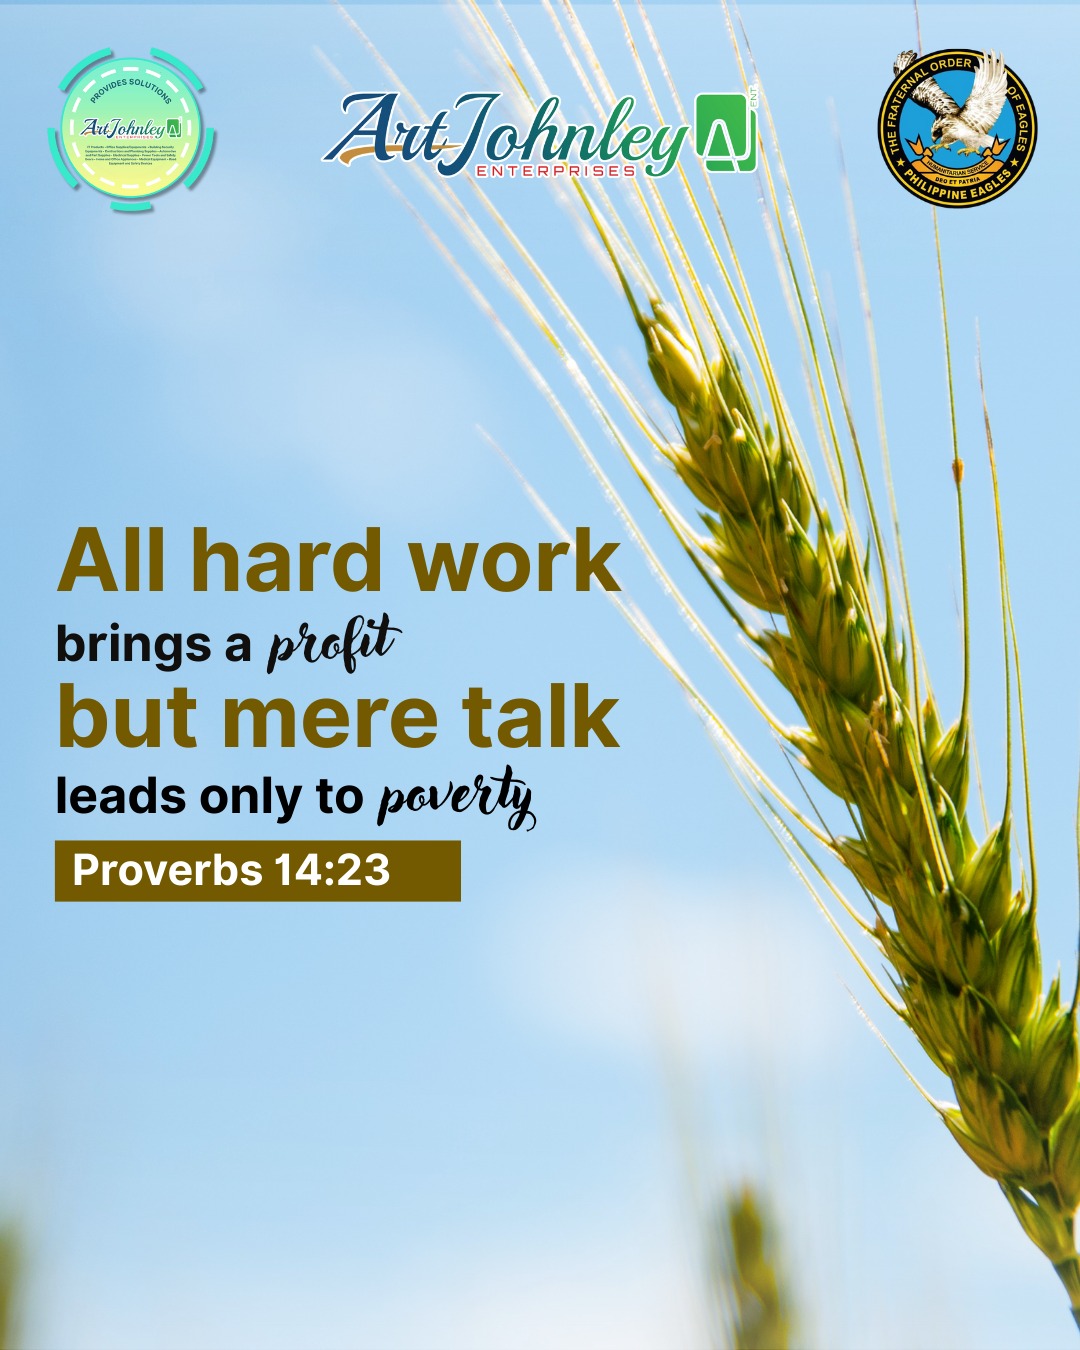 PROVIDES SOLUTIONS
ArtJohnley
ENTERPRISES
ArtJohnley
ENT
ENTERPRISES
THE FRATERNAL ORDER OF EAGLES
HUMANITARIAN SERVICE
DEO ET PATRIA
PHILIPPINE EAGLES
All hard work
brings a profit
but mere talk
leads only to poverty
Proverbs 14:23